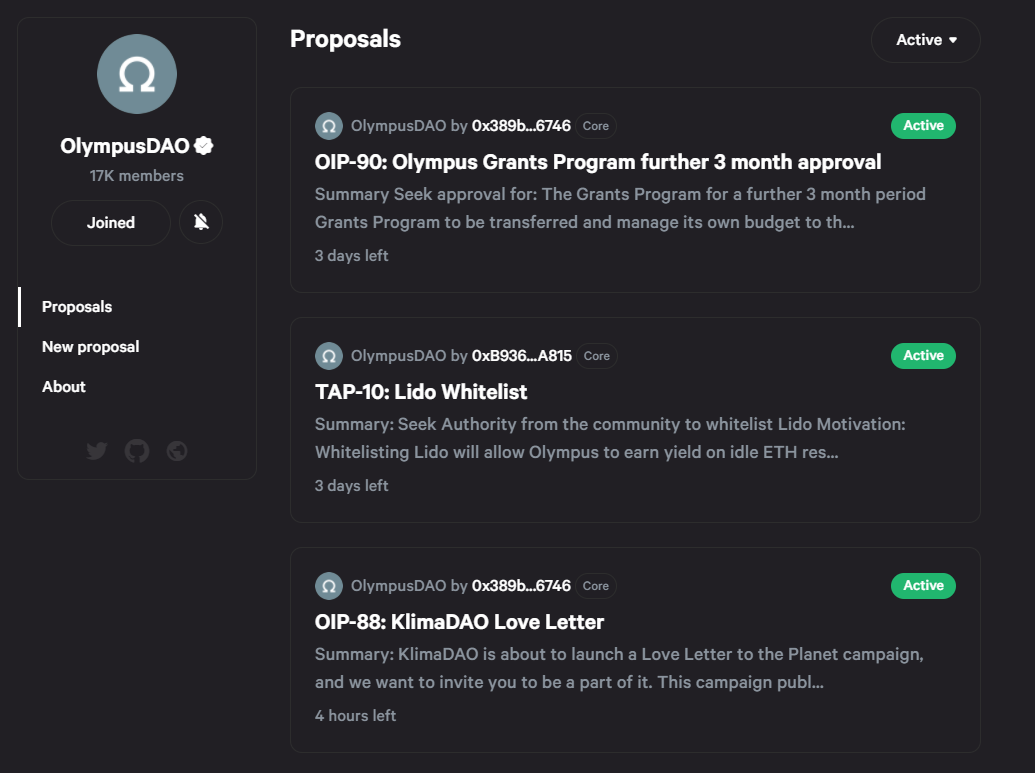 OlympusDAO
17K members
Joined
Proposals
New proposal
About
Proposals
Active
OlympusDAO by 0x389b...6746 Core
Active
OIP-90: Olympus Grants Program further 3 month approval
Summary Seek approval for: The Grants Program for a further 3 month period
Grants Program to be transferred and manage its own budget to th...
3 days left
OlympusDAO by 0xB936...A815 Core
Active
TAP-10: Lido Whitelist
Summary: Seek Authority from the community to whitelist Lido Motivation:
Whitelisting Lido will allow Olympus to earn yield on idle ETH res...
3 days left
OlympusDAO by 0x389b...6746 Core
Active
OIP-88: KlimaDAO Love Letter
Summary: KlimaDAO is about to launch a Love Letter to the Planet campaign,
and we want to invite you to be a part of it. This campaign publ...
4 hours left